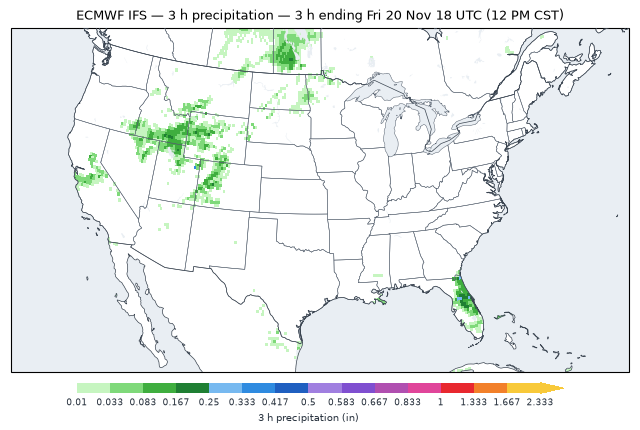 ECMWF IFS — 3 h precipitation — 3 h ending Fri 20 Nov 18 UTC (12 PM CST)
0.01 0.033 0.083 0.167 0.25 0.333 0.417 0.5 0.583 0.667 0.833 1 1.333 1.667 2.333
3 h precipitation (in)